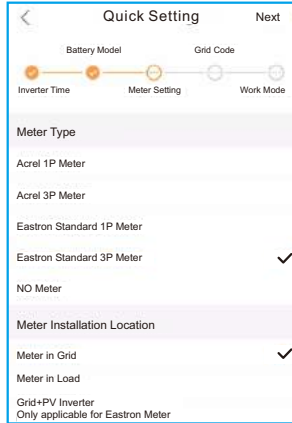 Quick Setting
Next
Battery Model
Grid Code
Inverter Time
Meter Setting
Work Mode
Meter Type
Acrel 1P Meter
Acrel 3P Meter
Eastron Standard 1P Meter
Eastron Standard 3P Meter
NO Meter
Meter Installation Location
Meter in Grid
Meter in Load
Grid+PV Inverter
Only applicable for Eastron Meter